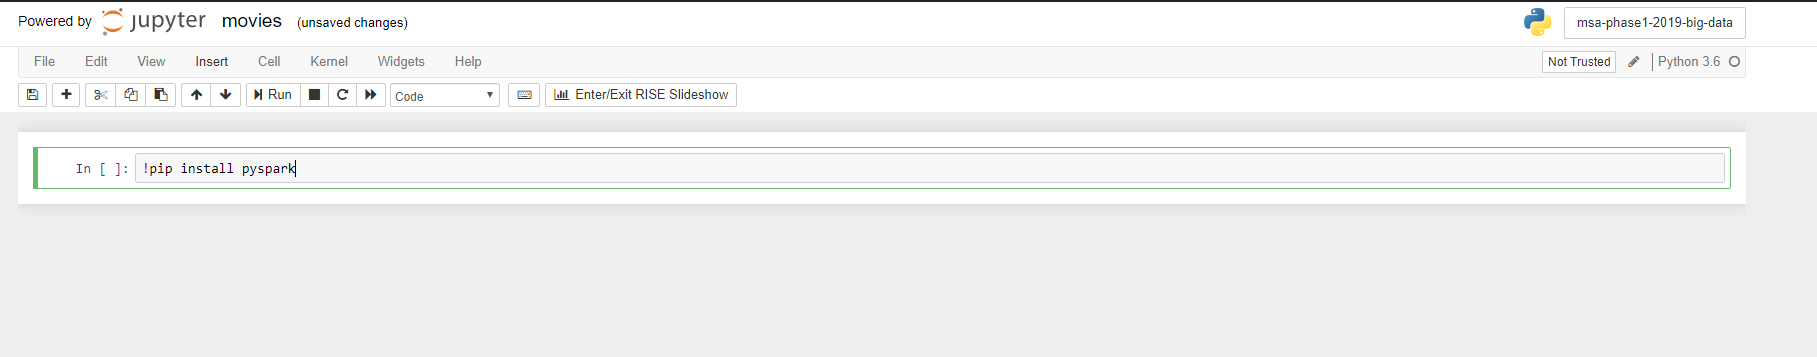 Powered by jupyter movies (unsaved changes) msa-phase1-2019-big-data
File Edit View Insert Cell Kernel Widgets Help Not Trusted Python 3.6
Run Code Enter/Exit RISE Slideshow
In [ ]: !pip install pyspark